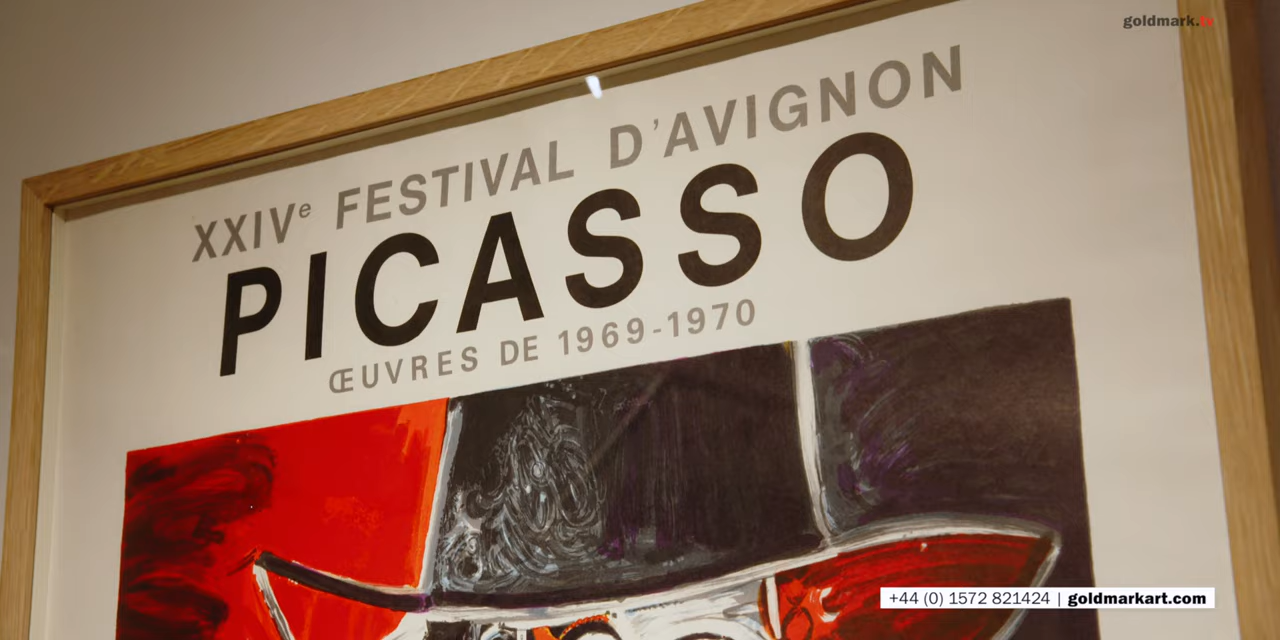 goldmark.tv
XXIVe FESTIVAL D'AVIGNON
PICASSO
ŒUVRES DE 1969-1970
+44 (0) 1572 821424 | goldmarkart.com